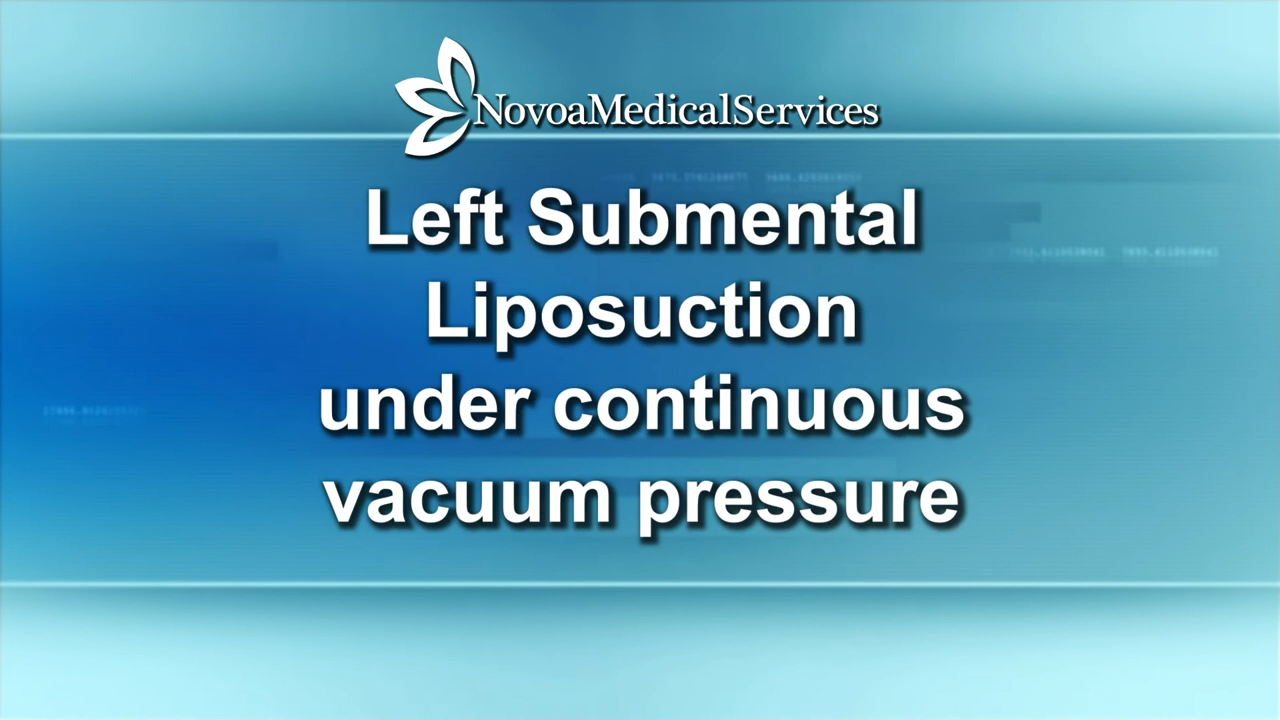 NovoaMedicalServices
Left Submental
Liposuction
under continuous
vacuum pressure